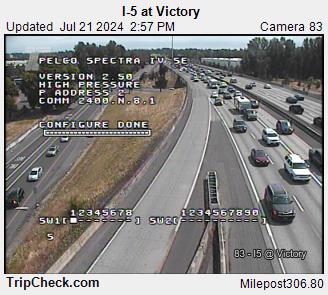 I-5 at Victory
Updated Jul 21 2024 2:57 PM Camera 83
PELCO SPECTRA IV SE
VERSION 2.50
HIGH PRESSURE
P ADDRESS 2
COMM 2400.N.8.1
CONFIGURE DONE
12345678 1234567890
SW1[ SW2[
S
83 - I5 @ Victory
TripCheck.com Milepost306.80